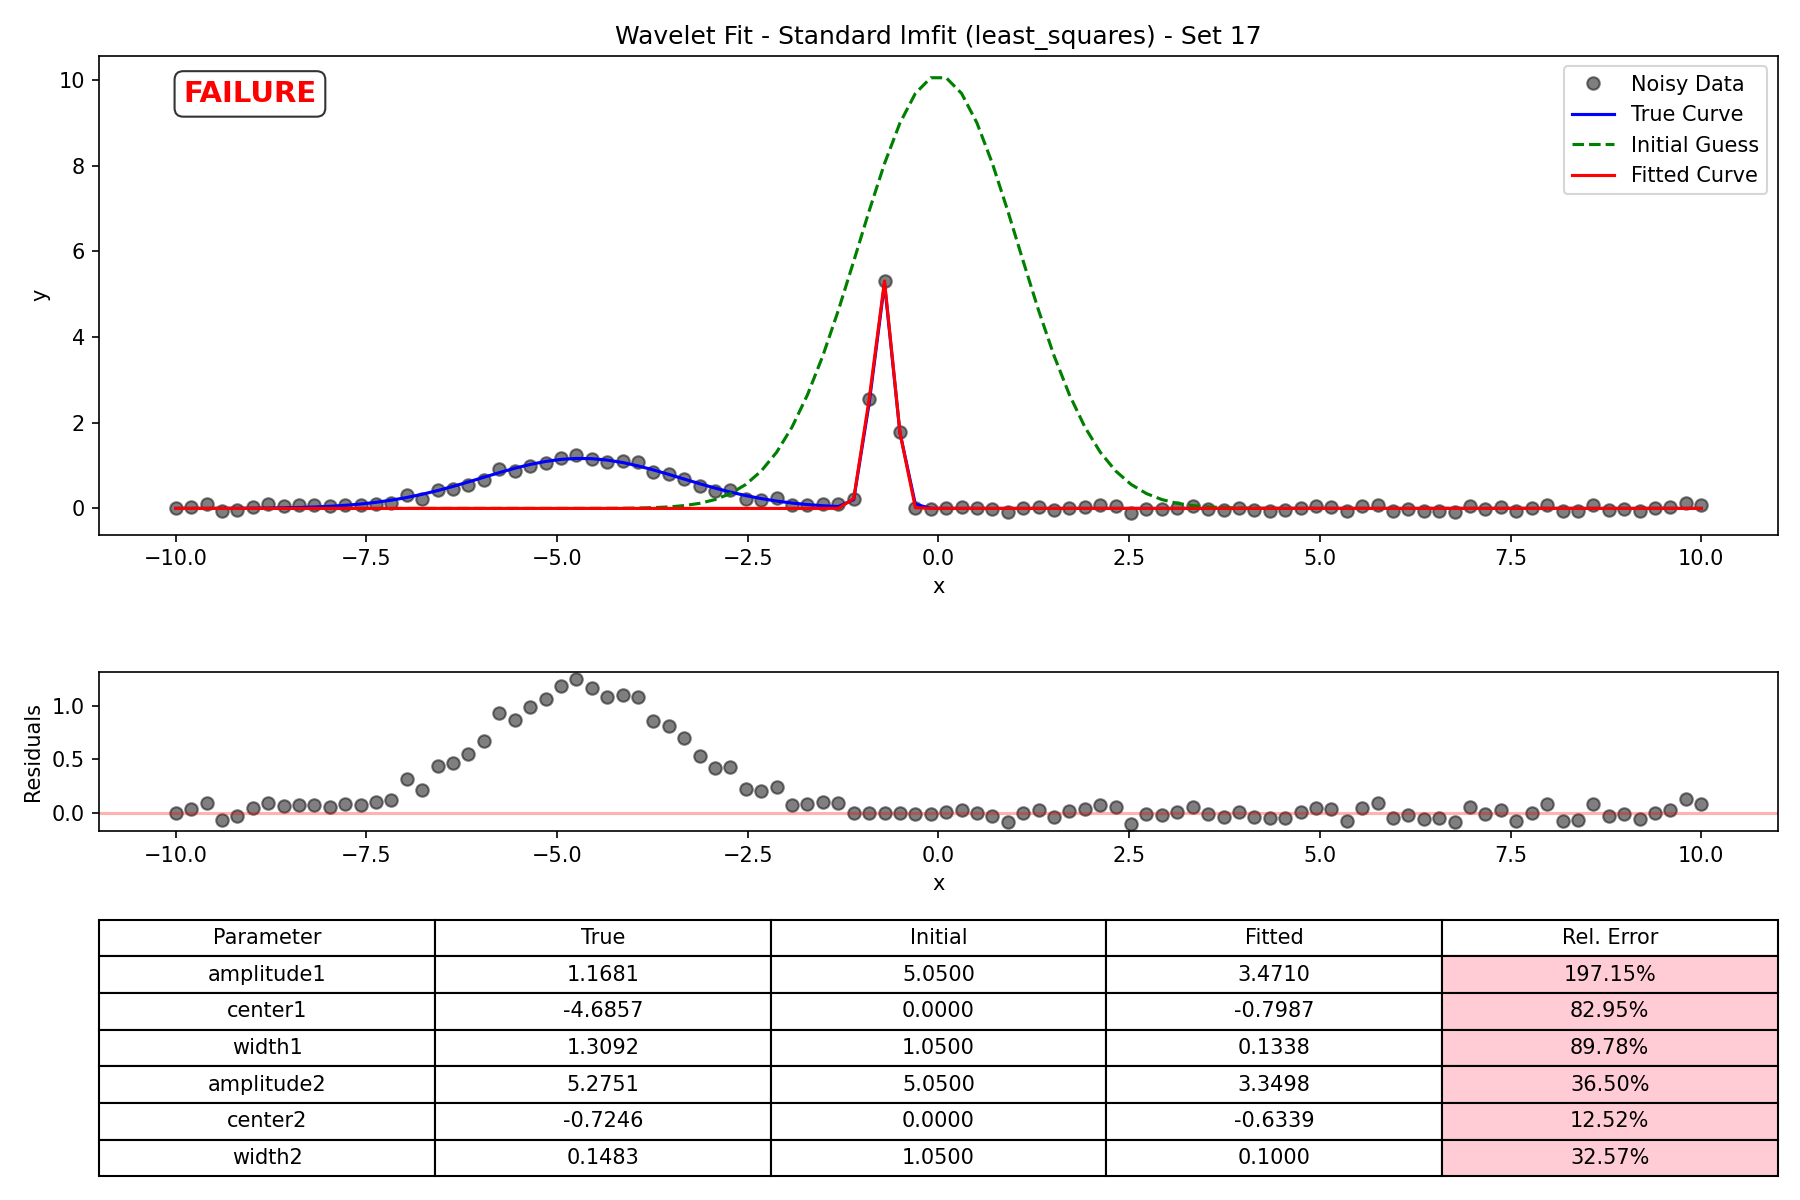 Wavelet Fit - Standard lmfit (least_squares) - Set 17
FAILURE
Noisy Data
True Curve
Initial Guess
Fitted Curve
10
8
6
4
2
0
y
−10.0 −7.5 −5.0 −2.5 0.0 2.5 5.0 7.5 10.0
x
1.0
0.5
0.0
Residuals
−10.0 −7.5 −5.0 −2.5 0.0 2.5 5.0 7.5 10.0
x
Parameter True Initial Fitted Rel. Error
amplitude1 1.1681 5.0500 3.4710 197.15%
center1 -4.6857 0.0000 -0.7987 82.95%
width1 1.3092 1.0500 0.1338 89.78%
amplitude2 5.2751 5.0500 3.3498 36.50%
center2 -0.7246 0.0000 -0.6339 12.52%
width2 0.1483 1.0500 0.1000 32.57%